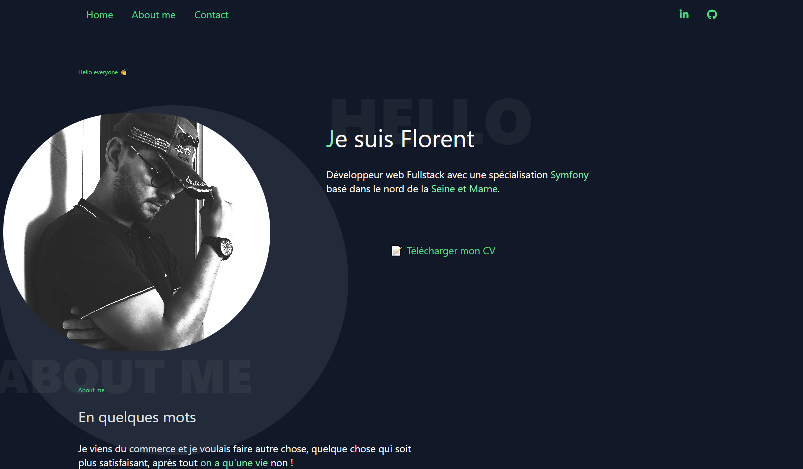 Home About me Contact
Hello everyone 👋
HELLO
Je suis Florent
Développeur web Fullstack avec une spécialisation Symfony
basé dans le nord de la Seine et Marne.
📝 Télécharger mon CV
ABOUT ME
About me
En quelques mots
Je viens du commerce et je voulais faire autre chose, quelque chose qui soit
plus satisfaisant, après tout on a qu'une vie non !